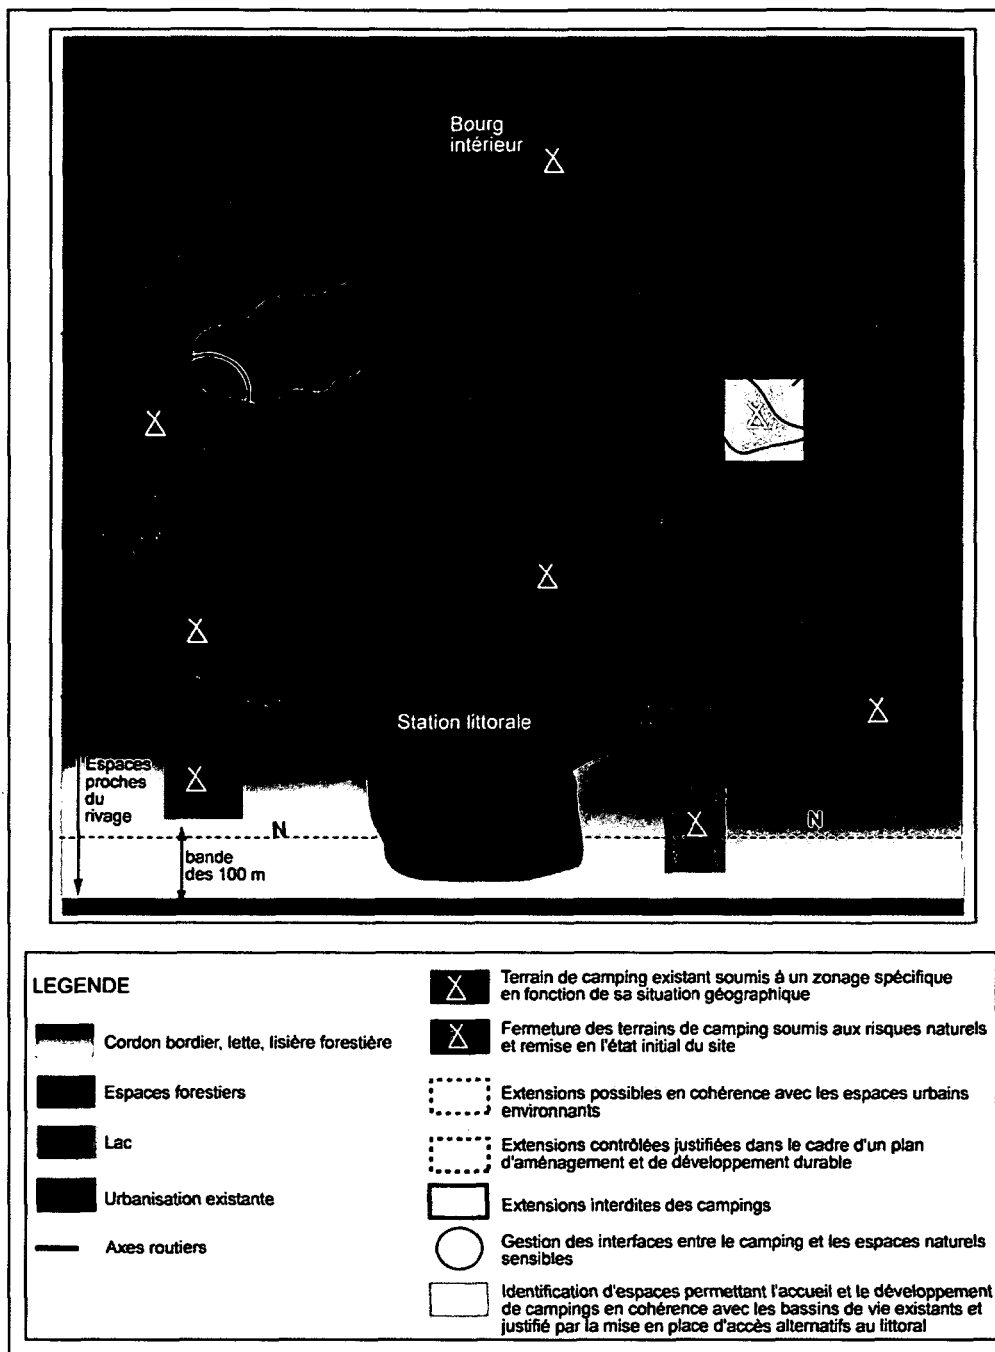 Bourg
intérieur
Station littorale
Espaces
proches
du
rivage
N
N
bande
des 100 m
LEGENDE
Cordon bordier, lette, lisière forestière
Espaces forestiers
Lac
Urbanisation existante
Axes routiers
Terrain de camping existant soumis à un zonage spécifique
en fonction de sa situation géographique
Fermeture des terrains de camping soumis aux risques naturels
et remise en l'état initial du site
Extensions possibles en cohérence avec les espaces urbains
environnants
Extensions contrôlées justifiées dans le cadre d'un plan
d'aménagement et de développement durable
Extensions interdites des campings
Gestion des interfaces entre le camping et les espaces naturels
sensibles
Identification d'espaces permettant l'accueil et le développement
de campings en cohérence avec les bassins de vie existants et
justifié par la mise en place d'accès alternatifs au littoral